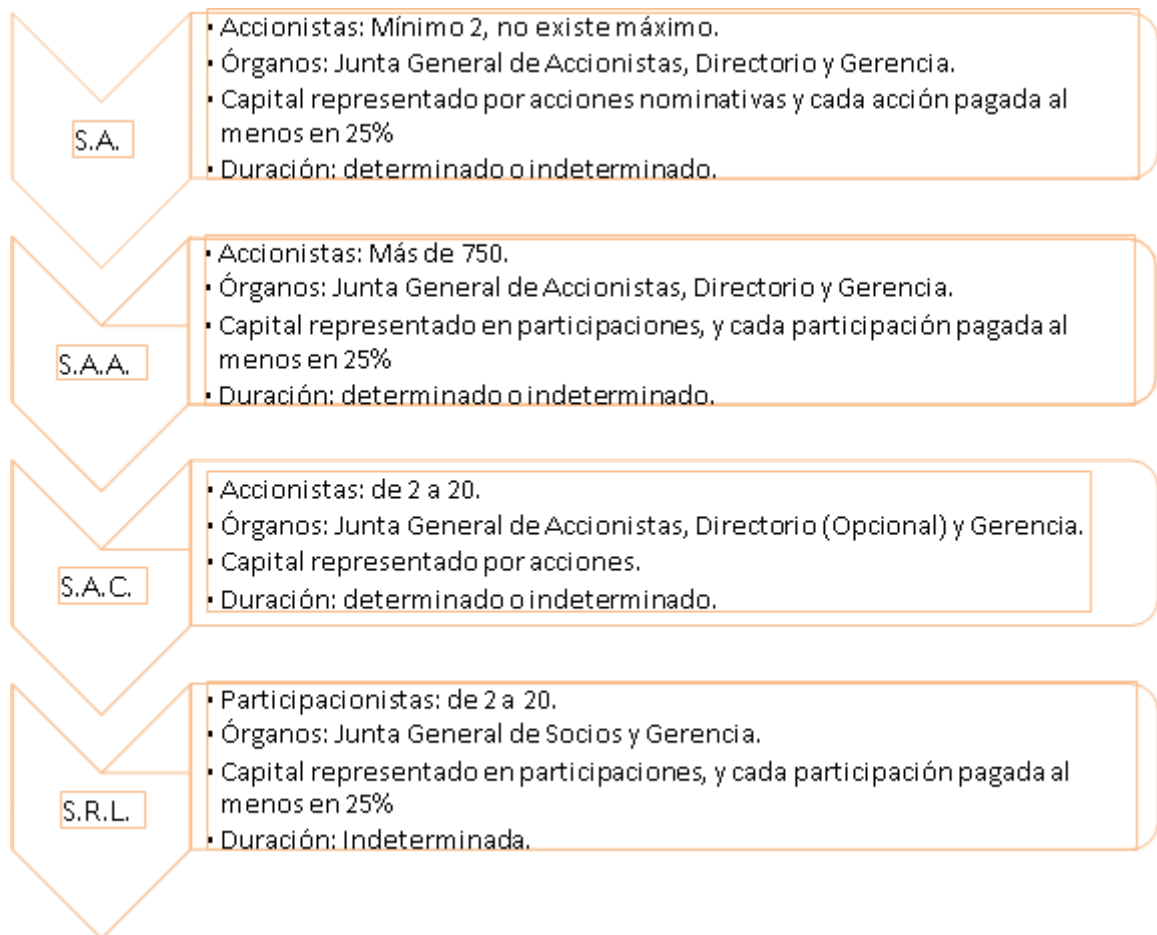 S.A.
• Accionistas: Mínimo 2, no existe máximo.
• Órganos: Junta General de Accionistas, Directorio y Gerencia.
• Capital representado por acciones nominativas y cada acción pagada al
menos en 25%
• Duración: determinado o indeterminado.
S.A.A.
• Accionistas: Más de 750.
• Órganos: Junta General de Accionistas, Directorio y Gerencia.
• Capital representado en participaciones, y cada participación pagada al
menos en 25%
• Duración: determinado o indeterminado.
S.A.C.
• Accionistas: de 2 a 20.
• Órganos: Junta General de Accionistas, Directorio (Opcional) y Gerencia.
• Capital representado por acciones.
• Duración: determinado o indeterminado.
S.R.L.
• Participacionistas: de 2 a 20.
• Órganos: Junta General de Socios y Gerencia.
• Capital representado en participaciones, y cada participación pagada al
menos en 25%
• Duración: Indeterminada.